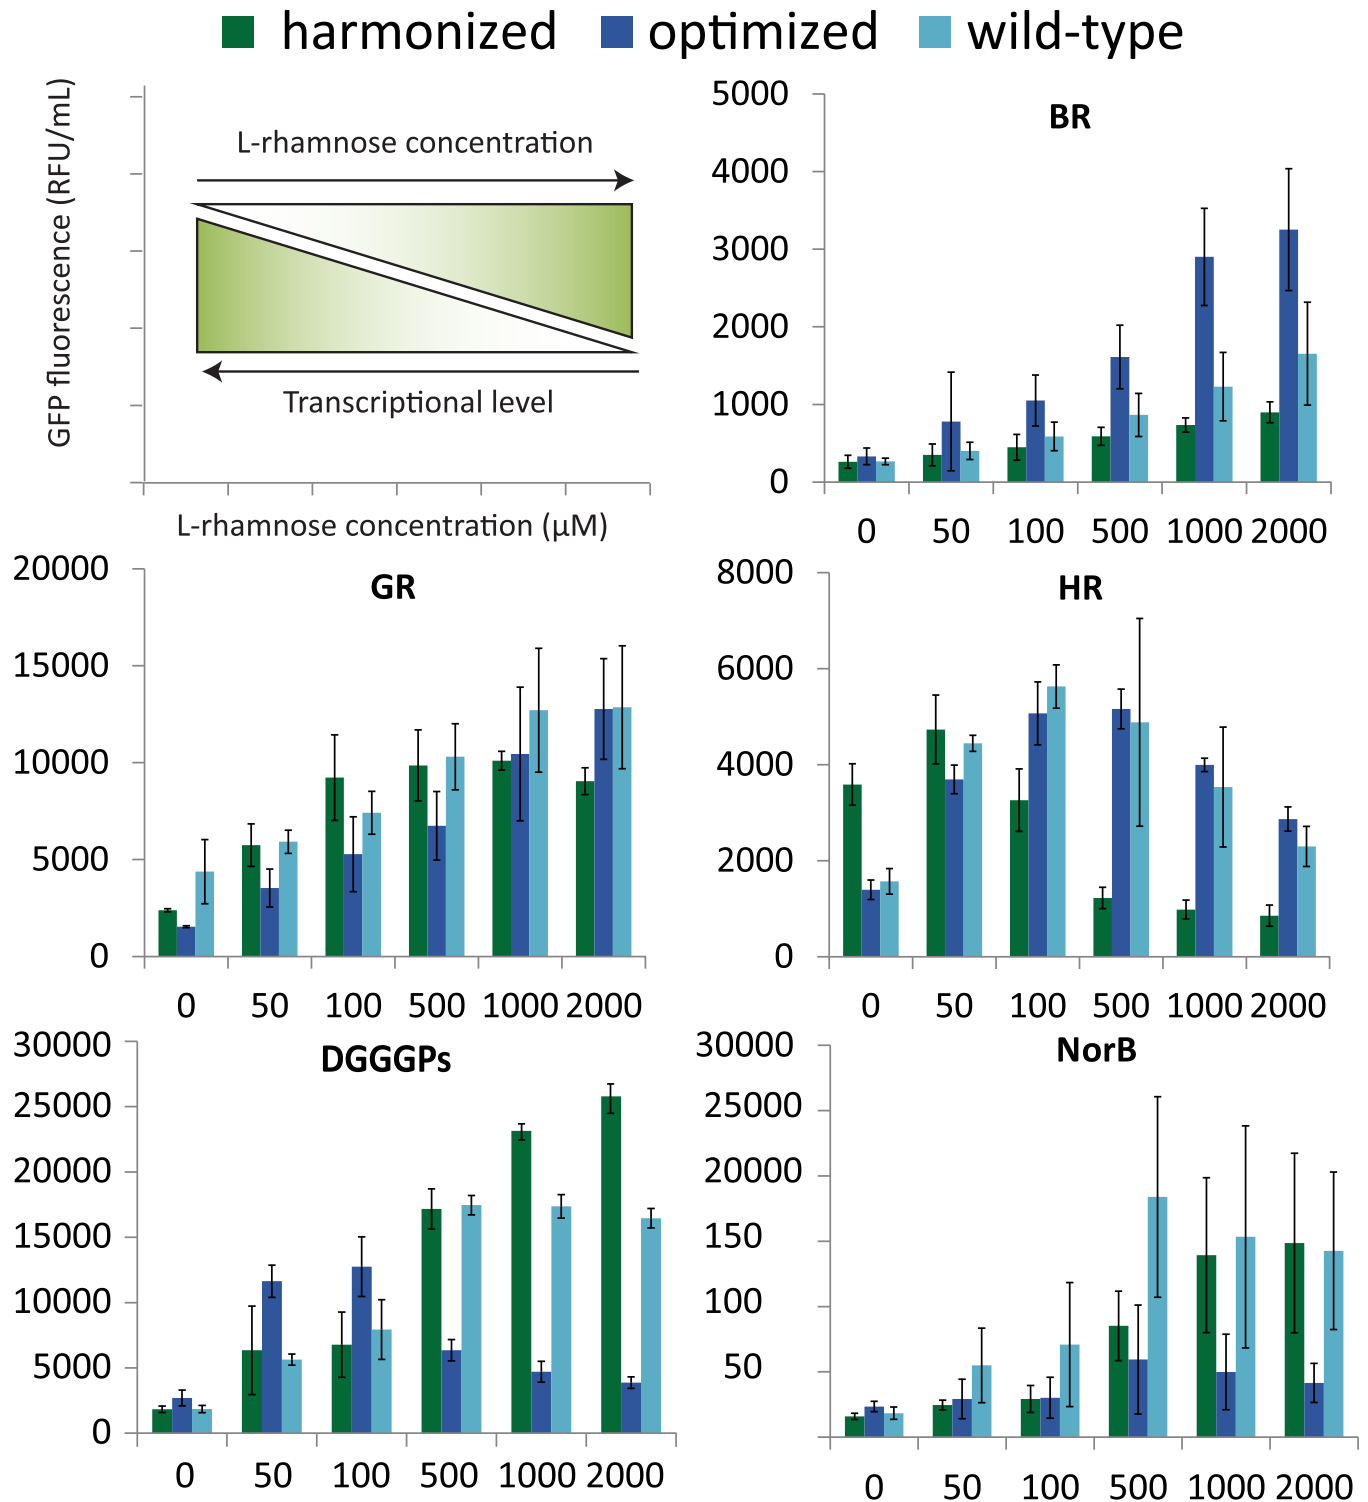 harmonized optimized wild-type
GFP fluorescence (RFU/mL)
L-rhamnose concentration
Transcriptional level
L-rhamnose concentration (µM)
BR
5000
4000
3000
2000
1000
0
0 50 100 500 1000 2000
GR
20000
15000
10000
5000
0
0 50 100 500 1000 2000
HR
8000
6000
4000
2000
0
0 50 100 500 1000 2000
DGGGPs
30000
25000
20000
15000
10000
5000
0
0 50 100 500 1000 2000
NorB
30000
25000
20000
150
100
50
0 50 100 500 1000 2000